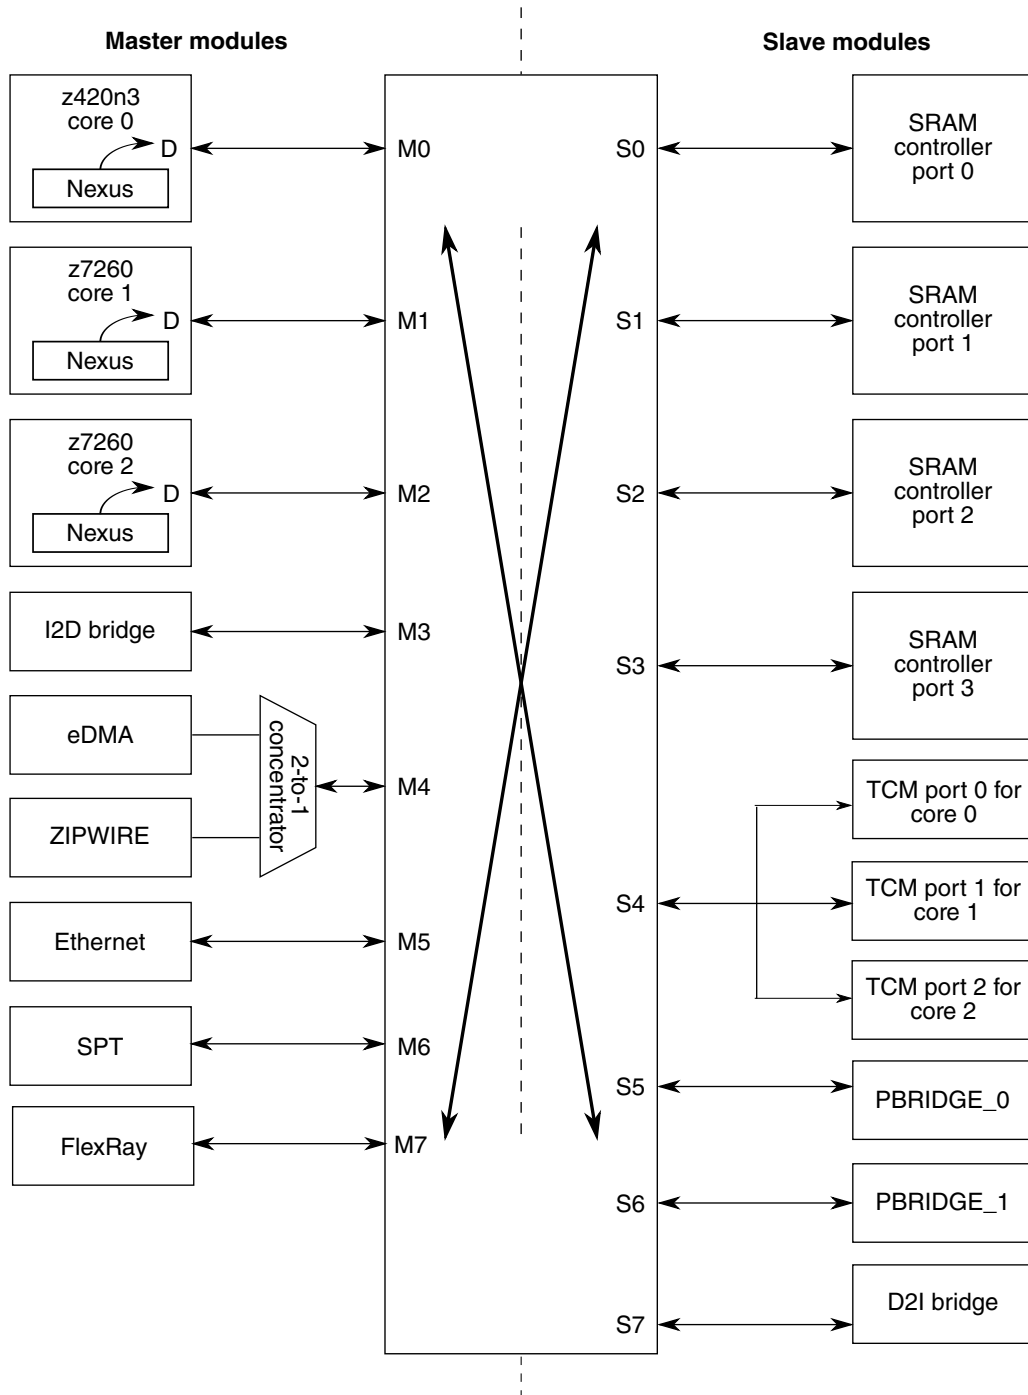 Master modules
Slave modules
z420n3
core 0
D
Nexus
M0
S0
SRAM
controller
port 0
z7260
core 1
D
Nexus
M1
S1
SRAM
controller
port 1
z7260
core 2
D
Nexus
M2
S2
SRAM
controller
port 2
I2D bridge
M3
S3
SRAM
controller
port 3
eDMA
ZIPWIRE
2-to-1
concentrator
M4
S4
TCM port 0 for
core 0
TCM port 1 for
core 1
TCM port 2 for
core 2
Ethernet
M5
SPT
M6
S5
PBRIDGE_0
FlexRay
M7
S6
PBRIDGE_1
S7
D2I bridge